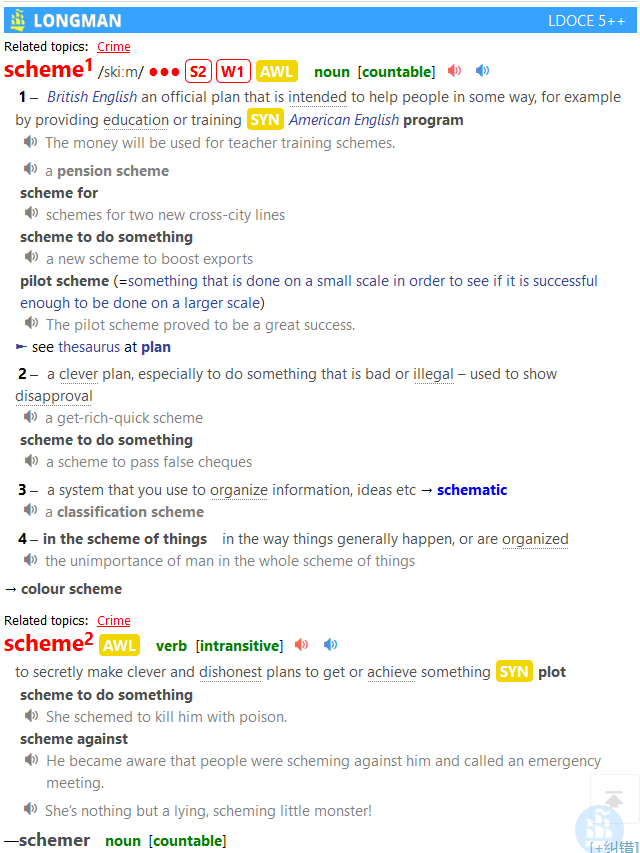 LONGMAN LDOCE 5++
Related topics: Crime
scheme1 /skiːm/ ●●● S2 W1 AWL noun [countable]
1 – British English an official plan that is intended to help people in some way, for example
by providing education or training SYN American English program
The money will be used for teacher training schemes.
a pension scheme
scheme for
schemes for two new cross-city lines
scheme to do something
a new scheme to boost exports
pilot scheme (=something that is done on a small scale in order to see if it is successful
enough to be done on a larger scale)
The pilot scheme proved to be a great success.
► see thesaurus at plan
2 – a clever plan, especially to do something that is bad or illegal – used to show
disapproval
a get-rich-quick scheme
scheme to do something
a scheme to pass false cheques
3 – a system that you use to organize information, ideas etc → schematic
a classification scheme
4 – in the scheme of things in the way things generally happen, or are organized
the unimportance of man in the whole scheme of things
→ colour scheme
Related topics: Crime
scheme2 AWL verb [intransitive]
to secretly make clever and dishonest plans to get or achieve something SYN plot
scheme to do something
She schemed to kill him with poison.
scheme against
He became aware that people were scheming against him and called an emergency
meeting.
She’s nothing but a lying, scheming little monster!
—schemer noun [countable]
[+纠错]